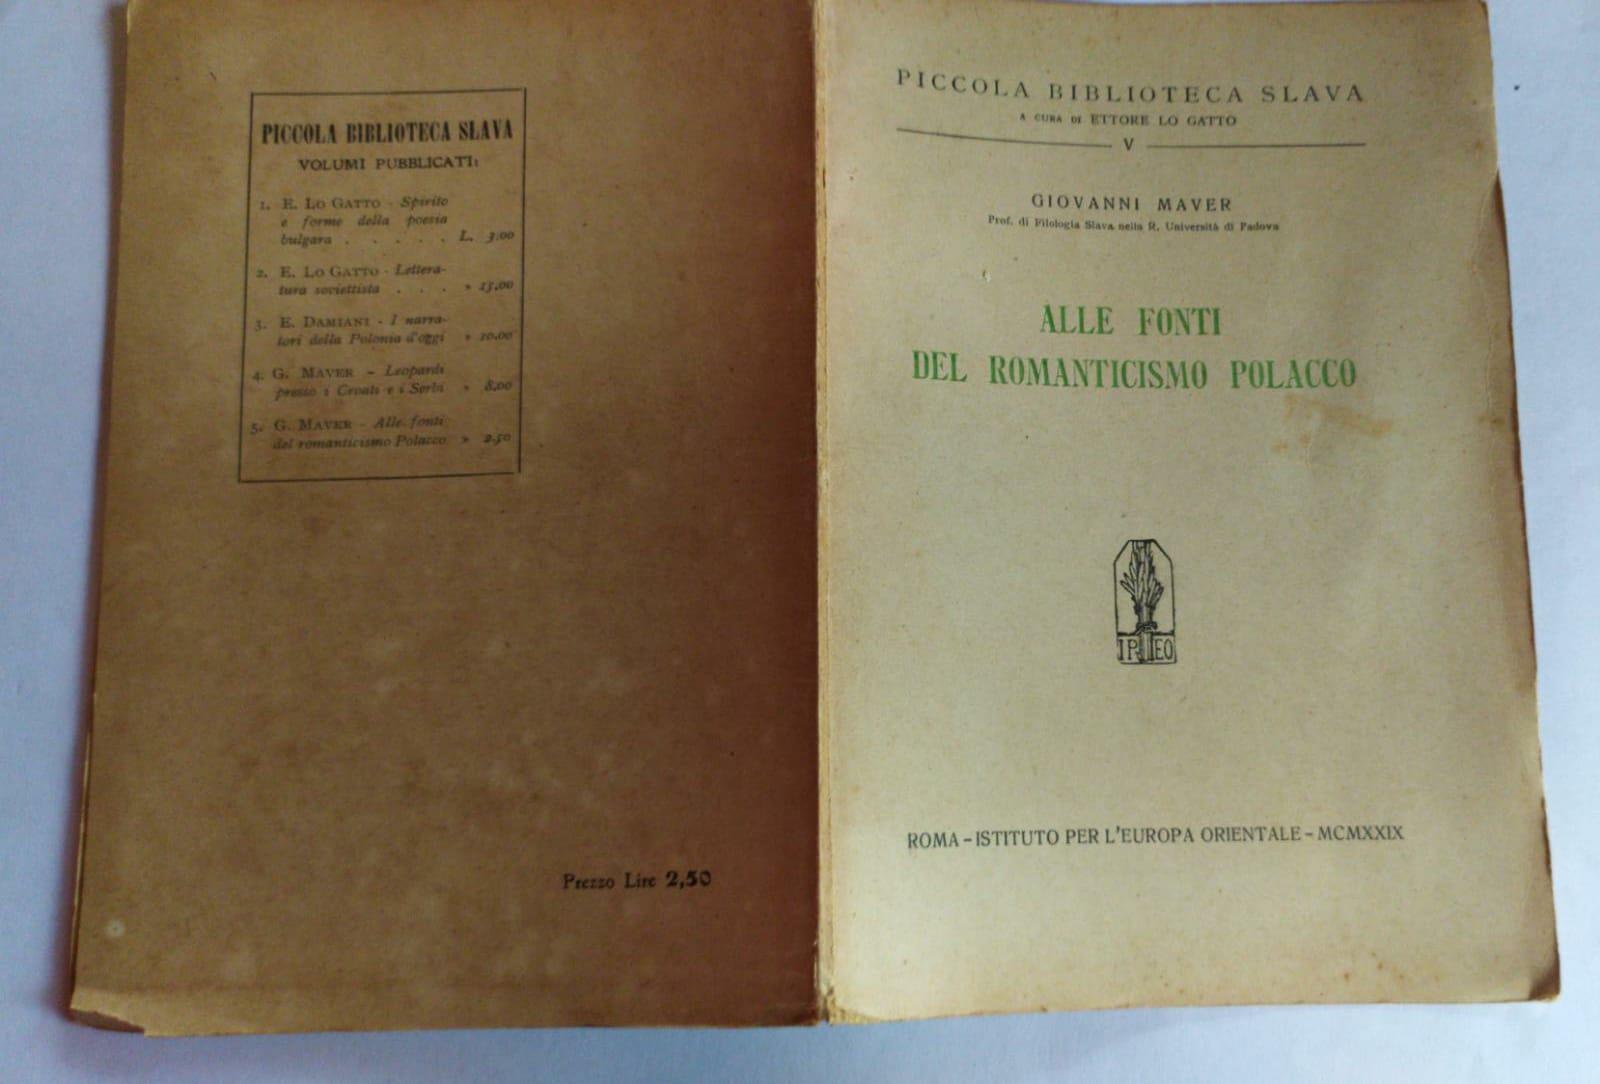 PICCOLA BIBLIOTECA SLAVA
VOLUMI PUBBLICATI:
1. E. LO GATTO - Spirito
e forme della poesia
bulgara . . . . . L. 3.00
2. E. LO GATTO - Lettera-
tura soviettista . . . » 15.00
3. E. DAMIANI - I narra-
tori della Polonia d'oggi » 10.00
4. G. MAVER - Leopardi
presso i Croati e i Serbi » 8.00
5. G. MAVER - Alle fonti
del romanticismo Polacco » 2.50
Prezzo Lire 2,50
PICCOLA BIBLIOTECA SLAVA
A CURA DI ETTORE LO GATTO
V
GIOVANNI MAVER
Prof. di Filologia Slava nella R. Università di Padova
ALLE FONTI
DEL ROMANTICISMO POLACCO
IPEO
ROMA - ISTITUTO PER L'EUROPA ORIENTALE - MCMXXIX